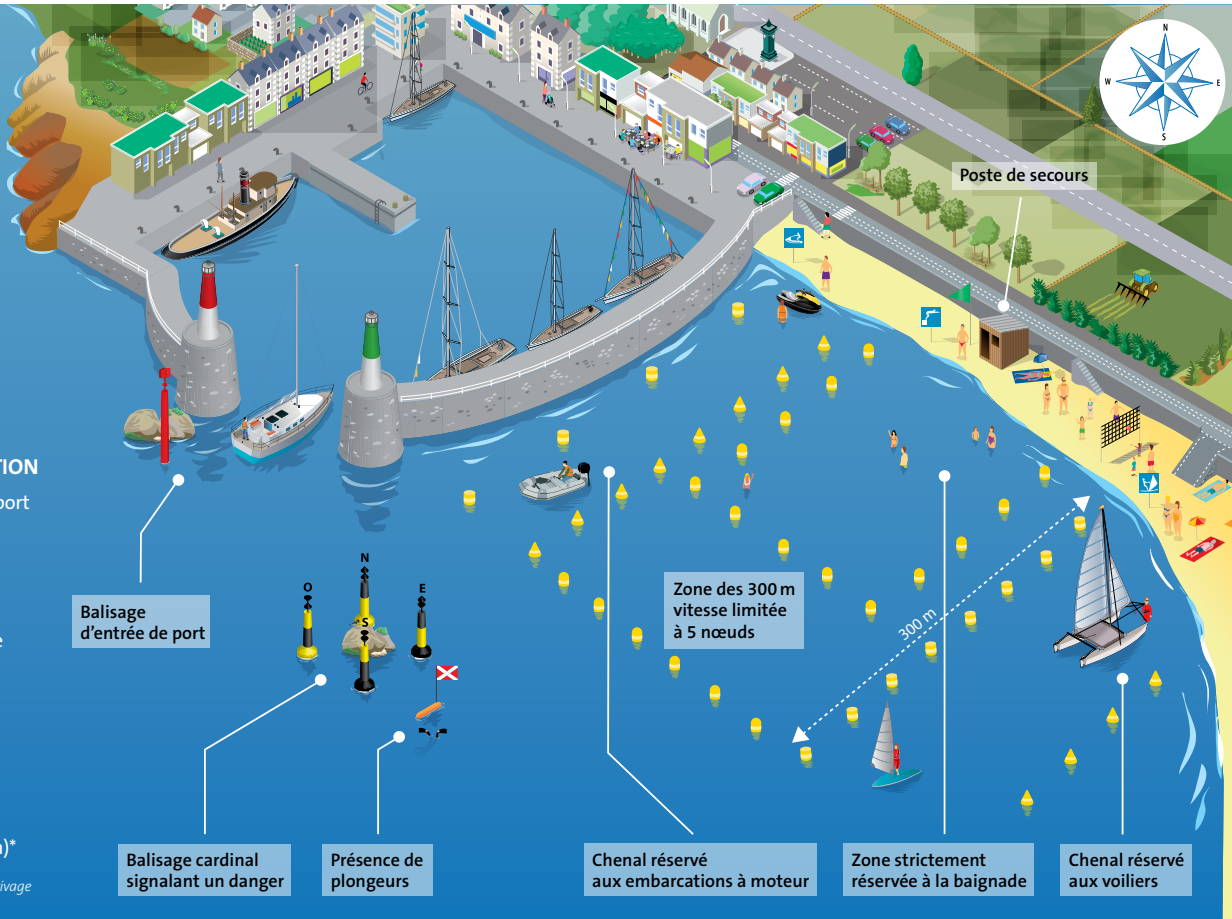 N
W
E
S
Poste de secours
TION
port
Balisage
d'entrée de port
N
O
E
S
Zone des 300 m
vitesse limitée
à 5 nœuds
300 m
e
)*
ivage
Balisage cardinal
signalant un danger
Présence de
plongeurs
Chenal réservé
aux embarcations à moteur
Zone strictement
réservée à la baignade
Chenal réservé
aux voiliers